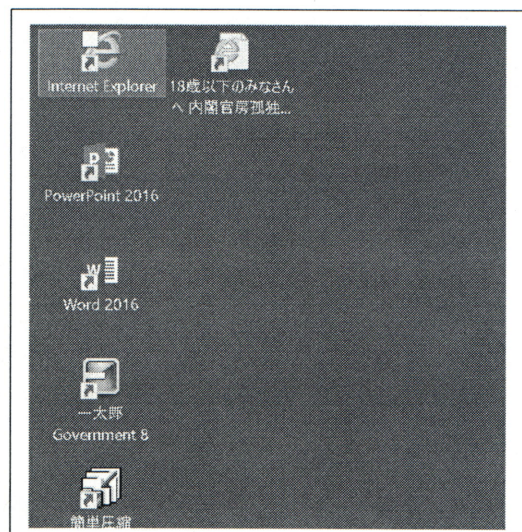 Internet Explorer
18歳以下のみなさん
へ 内閣官房孤独...
PowerPoint 2016
Word 2016
一太郎
Government 8
簡単圧縮